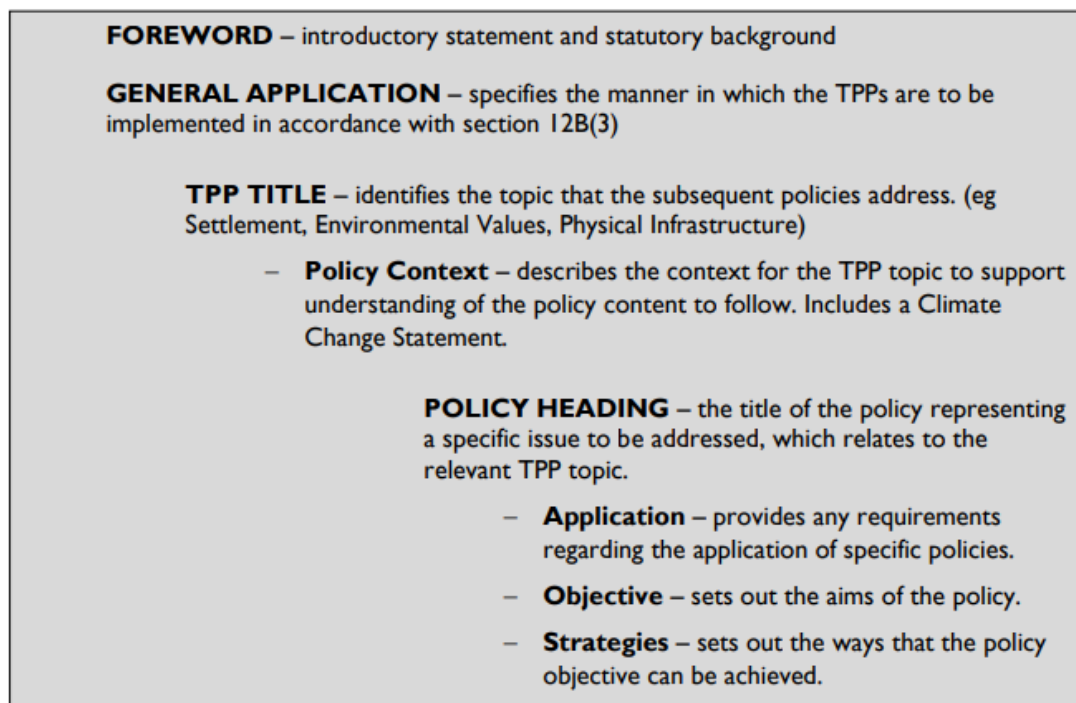 FOREWORD – introductory statement and statutory background
GENERAL APPLICATION – specifies the manner in which the TPPs are to be
implemented in accordance with section 12B(3)
TPP TITLE – identifies the topic that the subsequent policies address. (eg
Settlement, Environmental Values, Physical Infrastructure)
– Policy Context – describes the context for the TPP topic to support
understanding of the policy content to follow. Includes a Climate
Change Statement.
POLICY HEADING – the title of the policy representing
a specific issue to be addressed, which relates to the
relevant TPP topic.
– Application – provides any requirements
regarding the application of specific policies.
– Objective – sets out the aims of the policy.
– Strategies – sets out the ways that the policy
objective can be achieved.